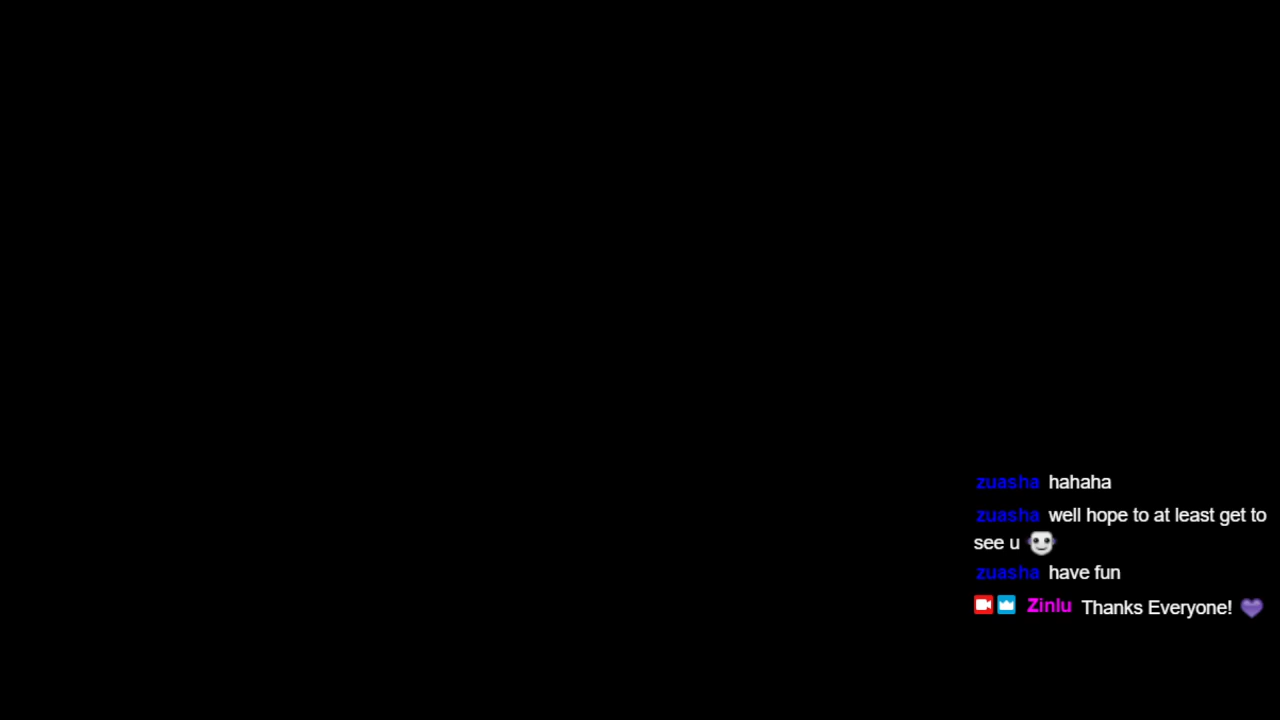 zuasha hahaha
zuasha well hope to at least get to
see u
zuasha have fun
Zinlu Thanks Everyone!